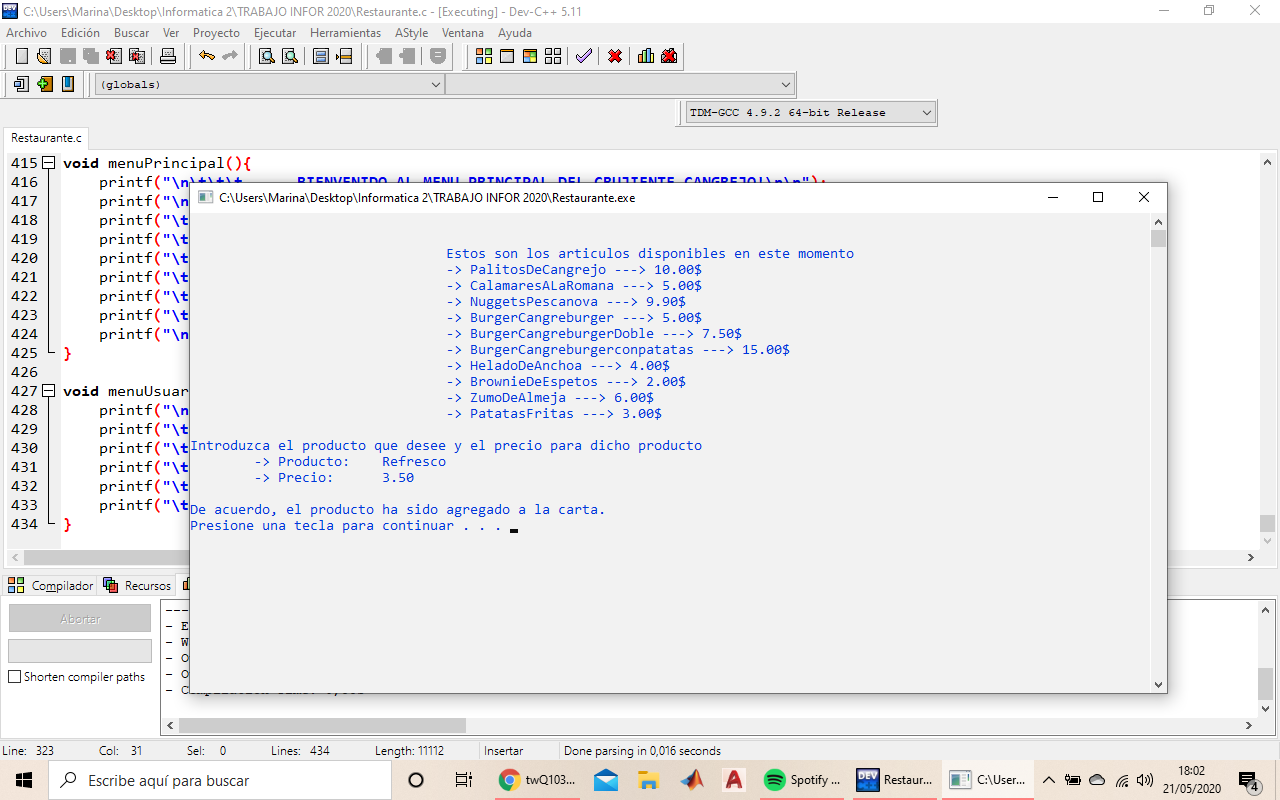 C:\Users\Marina\Desktop\Informatica 2\TRABAJO INFOR 2020\Restaurante.c - [Executing] - Dev-C++ 5.11
Archivo Edición Buscar Ver Proyecto Ejecutar Herramientas AStyle Ventana Ayuda
(globals)
TDM-GCC 4.9.2 64-bit Release
Restaurante.c
415 void menuPrincipal(){
416 printf("\n\t\t\t BIENVENIDO AL MENU PRINCIPAL DEL CRUJIENTE CANGREJO!\n\n");
417 printf("\n
418 printf("\t
419 printf("\t
420 printf("\t
421 printf("\t
422 printf("\t
423 printf("\t
424 printf("\n
425 }
426
427 void menuUsuar
428 printf("\n
429 printf("\t
430 printf("\t
431 printf("\t
432 printf("\t
433 printf("\t
434 }
C:\Users\Marina\Desktop\Informatica 2\TRABAJO INFOR 2020\Restaurante.exe
Estos son los articulos disponibles en este momento
-> PalitosDeCangrejo ---> 10.00$
-> CalamaresALaRomana ---> 5.00$
-> NuggetsPescanova ---> 9.90$
-> BurgerCangreburger ---> 5.00$
-> BurgerCangreburgerDoble ---> 7.50$
-> BurgerCangreburgerconpatatas ---> 15.00$
-> HeladoDeAnchoa ---> 4.00$
-> BrownieDeEspetos ---> 2.00$
-> ZumoDeAlmeja ---> 6.00$
-> PatatasFritas ---> 3.00$
Introduzca el producto que desee y el precio para dicho producto
-> Producto: Refresco
-> Precio: 3.50
De acuerdo, el producto ha sido agregado a la carta.
Presione una tecla para continuar . . .
Compilador Recursos
Abortar
Shorten compiler paths
---
- E
- W
- O
- O
- C
Line: 323 Col: 31 Sel: 0 Lines: 434 Length: 11112 Insertar Done parsing in 0,016 seconds
Escribe aquí para buscar
twQ103...
Spotify ...
DEV
Restaur...
C:\User...
18:02
21/05/2020
4